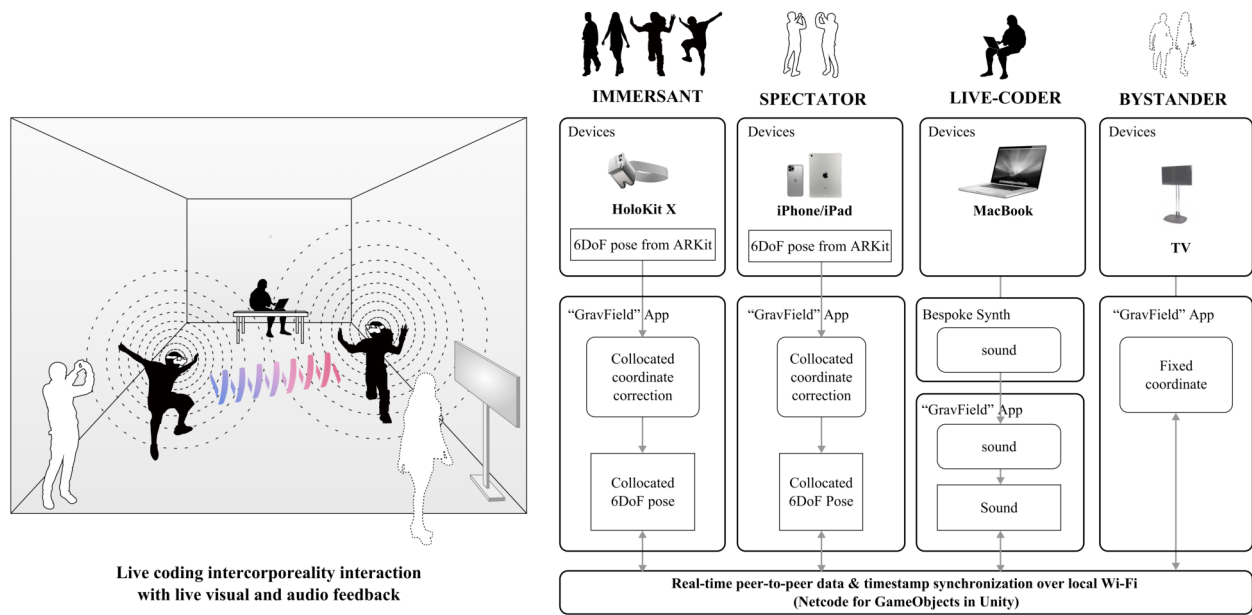 IMMERSANT
SPECTATOR
LIVE-CODER
BYSTANDER
Devices
HoloKit X
6DoF pose from ARKit
Devices
iPhone/iPad
6DoF pose from ARKit
Devices
MacBook
Devices
TV
“GravField” App
Collocated
coordinate
correction
Collocated
6DoF pose
“GravField” App
Collocated
coordinate
correction
Collocated
6DoF Pose
Bespoke Synth
sound
“GravField” App
sound
Sound
“GravField” App
Fixed
coordinate
Real-time peer-to-peer data & timestamp synchronization over local Wi-Fi
(Netcode for GameObjects in Unity)
Live coding intercorporeality interaction
with live visual and audio feedback